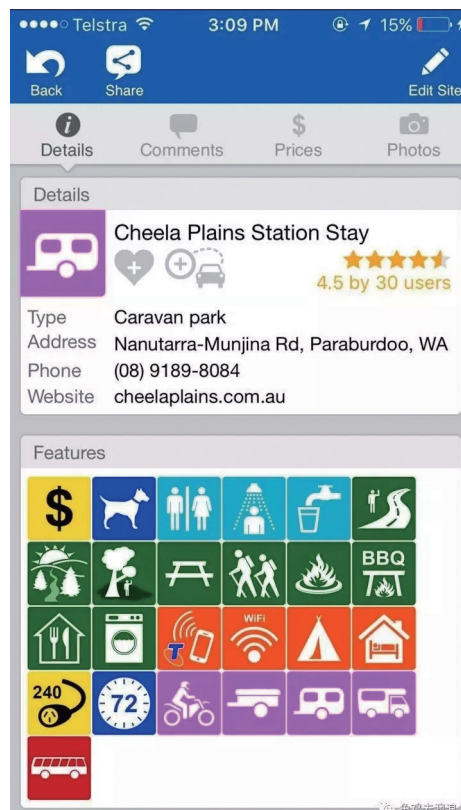 Telstra 3:09 PM 15%
Back Share Edit Site
Details Comments Prices Photos
Details
Cheela Plains Station Stay
4.5 by 30 users
Type Caravan park
Address Nanutarra-Munjina Rd, Paraburdoo, WA
Phone (08) 9189-8084
Website cheelaplains.com.au
Features
$
BBQ
T WiFi
240 72